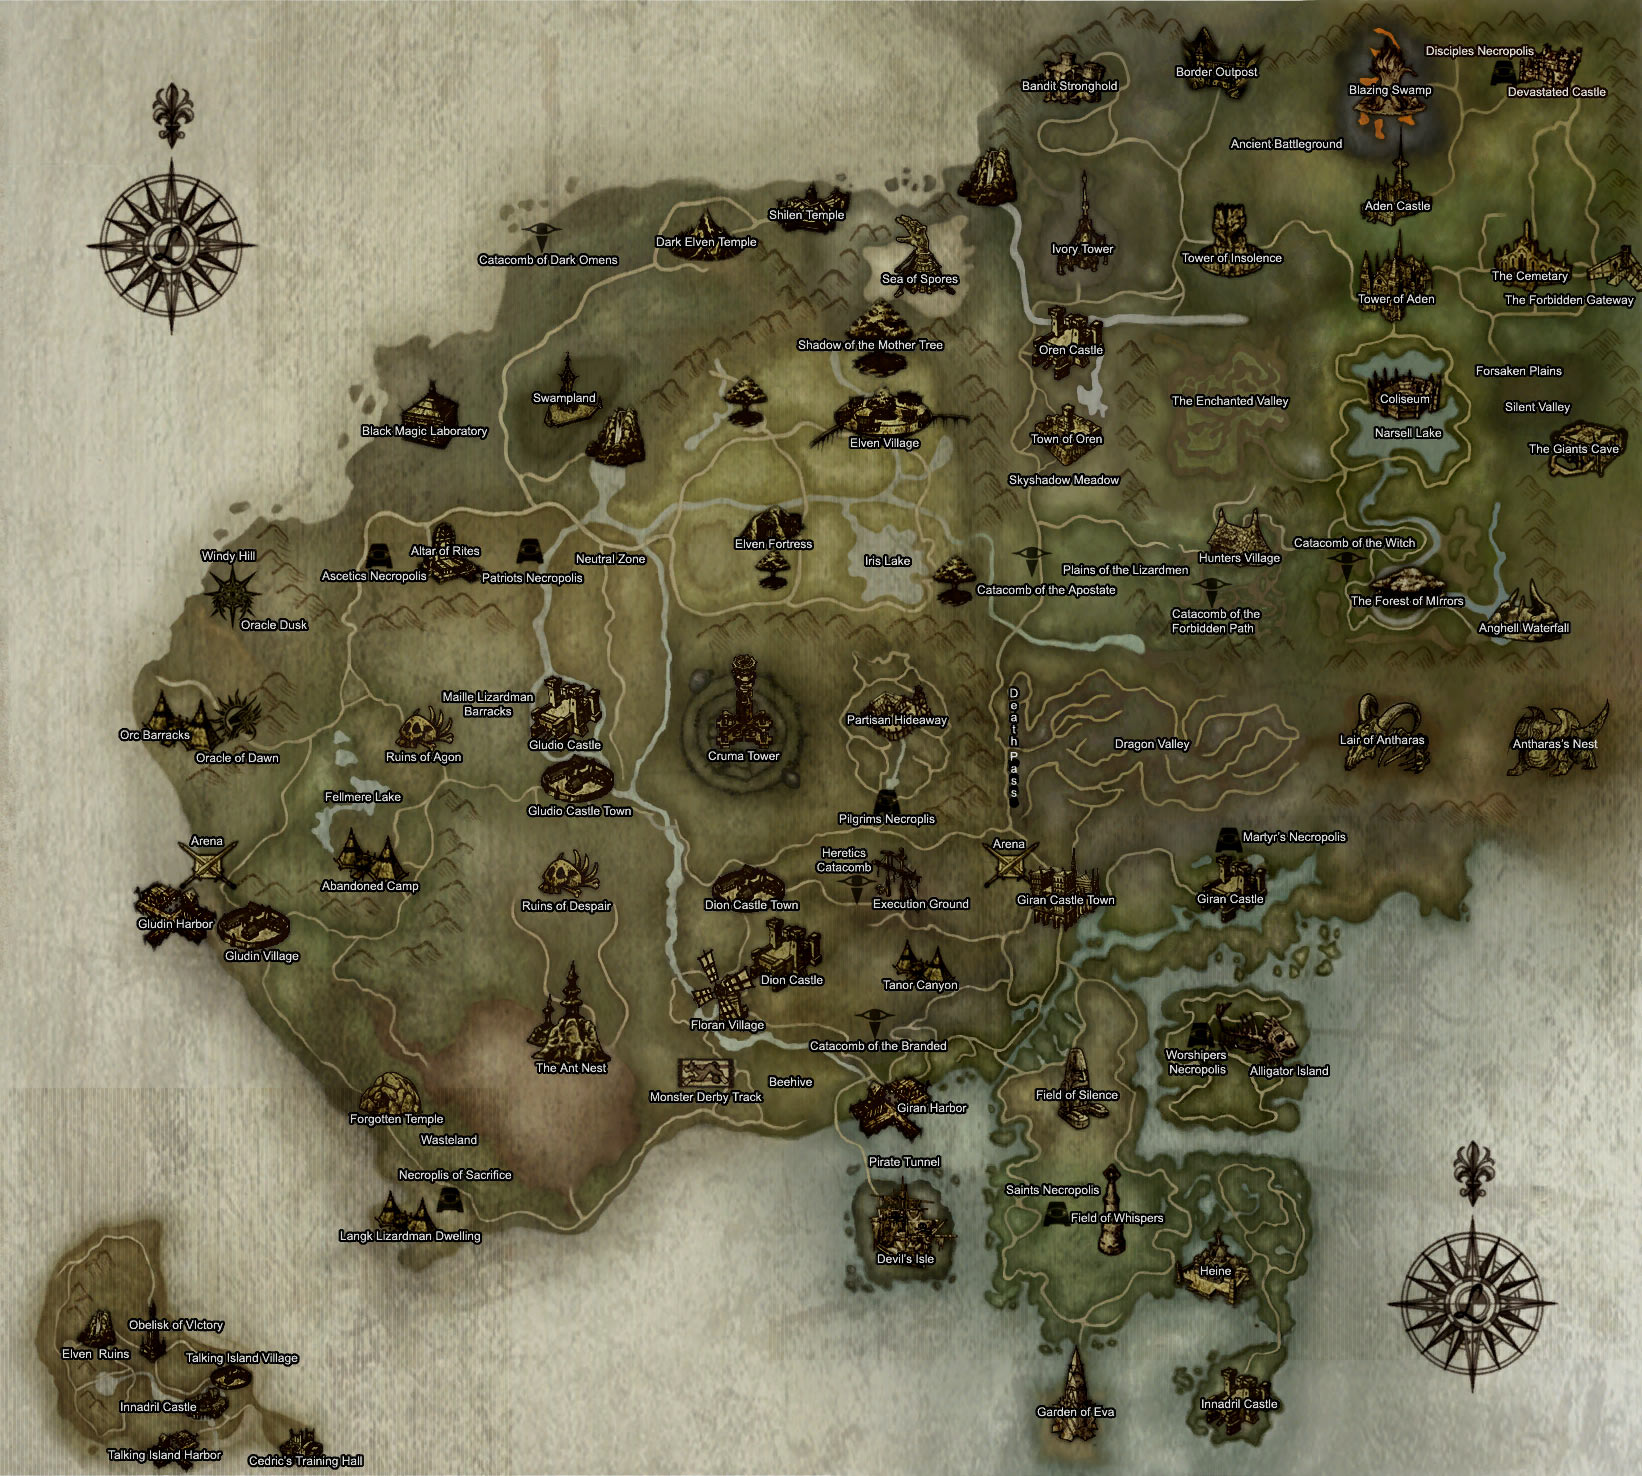 Disciples Necropolis
Bandit Stronghold
Border Outpost
Blazing Swamp
Devastated Castle
Ancient Battleground
Aden Castle
Shilen Temple
Dark Elven Temple
Catacomb of Dark Omens
Sea of Spores
Ivory Tower
Tower of Insolence
Tower of Aden
The Cemetary
The Forbidden Gateway
Shadow of the Mother Tree
Oren Castle
Forsaken Plains
Swampland
The Enchanted Valley
Coliseum
Silent Valley
Black Magic Laboratory
Elven Village
Town of Oren
Narsell Lake
The Giants Cave
Skyshadow Meadow
Windy Hill
Altar of Rites
Ascetics Necropolis
Patriots Necropolis
Neutral Zone
Elven Fortress
Iris Lake
Catacomb of the Apostate
Plains of the Lizardmen
Hunters Village
Catacomb of the Witch
The Forest of MIrrors
Catacomb of the
Forbidden Path
Anghell Waterfall
Oracle Dusk
Maille Lizardman
Barracks
Orc Barracks
Oracle of Dawn
Ruins of Agon
Gludio Castle
Cruma Tower
Partisan Hideaway
Death Pass
Dragon Valley
Lair of Antharas
Antharas's Nest
Fellmere Lake
Gludio Castle Town
Pilgrims Necroplis
Arena
Heretics
Catacomb
Arena
Martyr's Necropolis
Abandoned Camp
Ruins of Despair
Dion Castle Town
Execution Ground
Giran Castle Town
Giran Castle
Gludin Harbor
Gludin Village
Dion Castle
Tanor Canyon
Floran Village
Catacomb of the Branded
Worshipers
Necropolis
Alligator Island
The Ant Nest
Monster Derby Track
Beehive
Giran Harbor
Field of Silence
Forgotten Temple
Wasteland
Pirate Tunnel
Necroplis of Sacrifice
Saints Necropolis
Field of Whispers
Langk Lizardman Dwelling
Devil's Isle
Heine
Obelisk of VIctory
Elven Ruins
Talking Island Village
Innadril Castle
Garden of Eva
Innadril Castle
Talking Island Harbor
Cedric's Training Hall